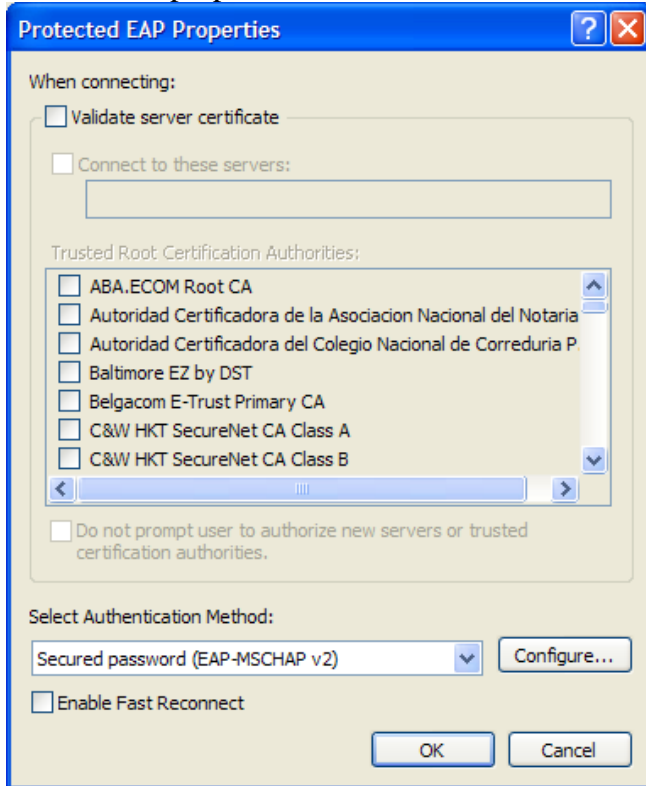 Protected EAP Properties
When connecting:
Validate server certificate
Connect to these servers:
Trusted Root Certification Authorities:
ABA.ECOM Root CA
Autoridad Certificadora de la Asociacion Nacional del Notaria
Autoridad Certificadora del Colegio Nacional de Correduria P.
Baltimore EZ by DST
Belgacom E-Trust Primary CA
C&W HKT SecureNet CA Class A
C&W HKT SecureNet CA Class B
Do not prompt user to authorize new servers or trusted
certification authorities.
Select Authentication Method:
Secured password (EAP-MSCHAP v2) Configure...
Enable Fast Reconnect
OK Cancel